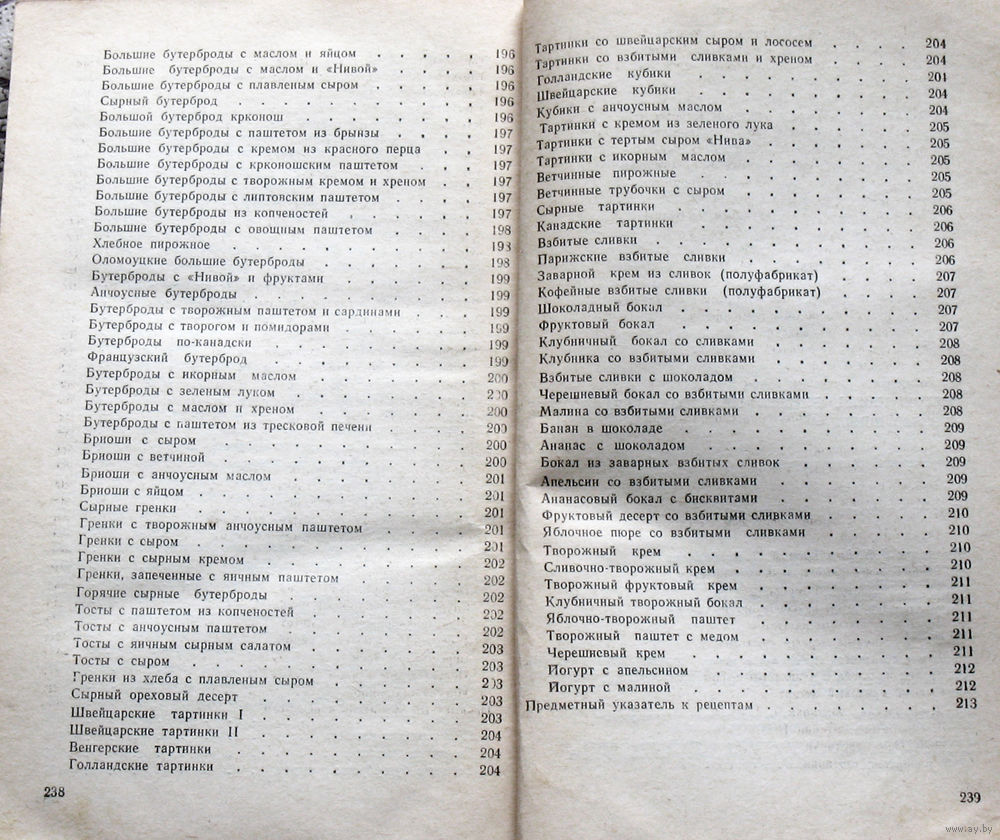 Большие бутерброды с маслом и яйцом . . . . . 196
Большие бутерброды с маслом и «Нивой» . . . . 196
Большие бутерброды с плавленым сыром . . . . . 196
Сырный бутерброд . . . . . . . . . . 196
Большой бутерброд крконош . . . . . . . 196
Большие бутерброды с паштетом из брынзы . . . . 197
Большие бутерброды с кремом из красного перца . . 197
Большие бутерброды с крконошским паштетом . . . . 197
Большие бутерброды с творожным кремом и хреном . . 197
Большие бутерброды с липтовским паштетом . . . . 197
Большие бутерброды из копченостей . . . . . . 197
Большие бутерброды с овощным паштетом . . . . . 198
Хлебное пирожное . . . . . . . . . . 193
Оломоуцкие большие бутерброды . . . . . . . 198
Бутерброды с «Нивой» и фруктами . . . . . . 199
Анчоусные бутерброды . . . . . . . . . 199
Бутерброды с творожным паштетом и сардинами . . . 199
Бутерброды с творогом и помидорами . . . . . . 199
Бутерброды по-канадски . . . . . . . . 199
Французский бутерброд . . . . . . . . . 199
Бутерброды с икорным маслом . . . . . . . 200
Бутерброды с зеленым луком . . . . . . . . 200
Бутерброды с маслом и хреном . . . . . . . 200
Бутерброды с паштетом из тресковой печени . . . . 200
Бриоши с сыром . . . . . . . . . . . 200
Бриоши с ветчиной . . . . . . . . . . 200
Бриоши с анчоусным маслом . . . . . . . . 201
Бриоши с яйцом . . . . . . . . . . . 201
Сырные гренки . . . . . . . . . . . 201
Гренки с творожным анчоусным паштетом . . . . . 201
Гренки с сыром . . . . . . . . . . . 201
Гренки с сырным кремом . . . . . . . . . 202
Гренки, запеченные с яичным паштетом . . . . . 202
Горячие сырные бутерброды . . . . . . . . 202
Тосты с паштетом из копченостей . . . . . . . 202
Тосты с анчоусным паштетом . . . . . . . . 202
Тосты с яичным сырным салатом . . . . . . . 203
Тосты с сыром . . . . . . . . . . . 203
Гренки из хлеба с плавленым сыром . . . . . . 203
Сырный ореховый десерт . . . . . . . . . 203
Швейцарские тартинки I . . . . . . . . . 203
Швейцарские тартинки II . . . . . . . . . 204
Венгерские тартинки . . . . . . . . . . 204
Голландские тартинки . . . . . . . . . . 204
238
Тартинки со швейцарским сыром и лососем . . . . 204
Тартинки со взбитыми сливками и хреном . . . . 204
Голландские кубики . . . . . . . . . 204
Швейцарские кубики . . . . . . . . . 204
Кубики с анчоусным маслом . . . . . . . 204
Тартинки с кремом из зеленого лука . . . . . 205
Тартинки с тертым сыром «Нива» . . . . . . 205
Тартинки с икорным маслом . . . . . . . 205
Ветчинные пирожные . . . . . . . . . 205
Ветчинные трубочки с сыром . . . . . . . 205
Сырные тартинки . . . . . . . . . . 206
Канадские тартинки . . . . . . . . . 206
Взбитые сливки . . . . . . . . . . 206
Парижские взбитые сливки . . . . . . . 206
Заварной крем из сливок (полуфабрикат) . . . . 207
Кофейные взбитые сливки (полуфабрикат) . . . . 207
Шоколадный бокал . . . . . . . . . . 207
Фруктовый бокал . . . . . . . . . . 207
Клубничный бокал со сливками . . . . . . 208
Клубника со взбитыми сливками . . . . . . 208
Взбитые сливки с шоколадом . . . . . . . 208
Черешневый бокал со взбитыми сливками . . . . 208
Малина со взбитыми сливками . . . . . . . 208
Банан в шоколаде . . . . . . . . . . 209
Ананас с шоколадом . . . . . . . . . 209
Бокал из заварных взбитых сливок . . . . . 209
Апельсин со взбитыми сливками . . . . . . 209
Ананасовый бокал с бисквитами . . . . . . 209
Фруктовый десерт со взбитыми сливками . . . . 210
Яблочное пюре со взбитыми сливками . . . . . 210
Творожный крем . . . . . . . . . . 210
Сливочно-творожный крем . . . . . . . . 210
Творожный фруктовый крем . . . . . . . 211
Клубничный творожный бокал . . . . . . . 211
Яблочно-творожный паштет . . . . . . . 211
Творожный паштет с медом . . . . . . . 211
Черешневый крем . . . . . . . . . . 211
Йогурт с апельсином . . . . . . . . . 212
Йогурт с малиной . . . . . . . . . . 212
Предметный указатель к рецептам . . . . . . 213
239
www.ay.by